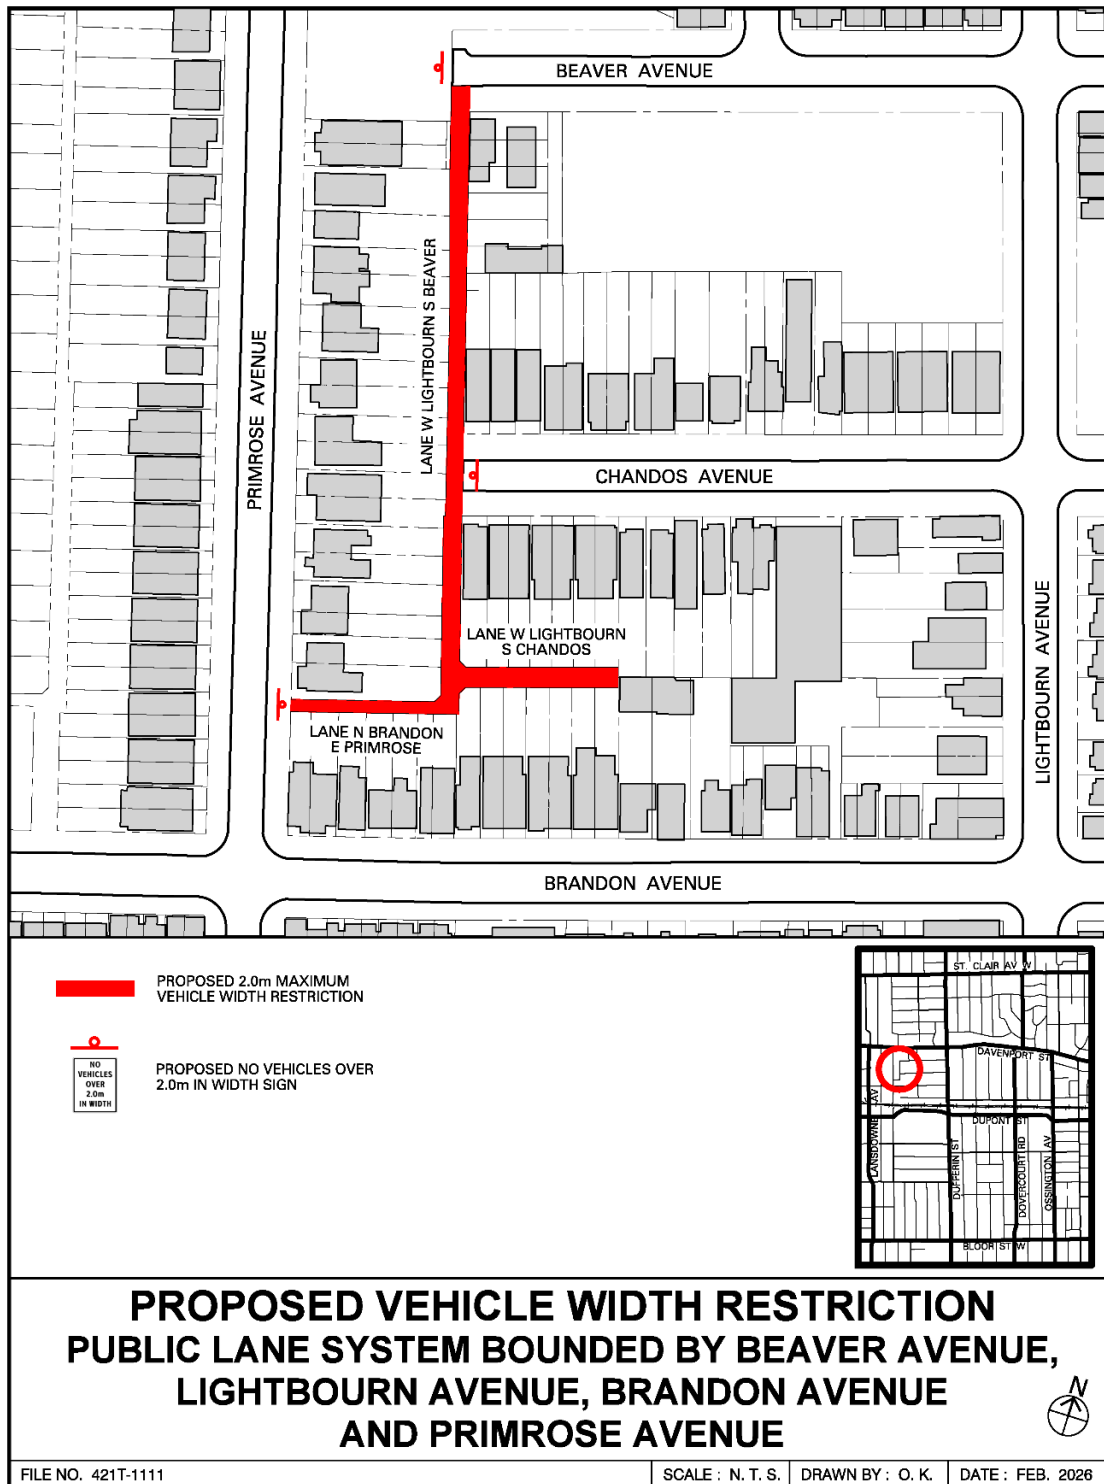 BEAVER AVENUE
LANE W LIGHTBOURN S BEAVER
PRIMROSE AVENUE
CHANDOS AVENUE
LANE W LIGHTBOURN
S CHANDOS
LIGHTBOURN AVENUE
LANE N BRANDON
E PRIMROSE
BRANDON AVENUE
PROPOSED 2.0m MAXIMUM
VEHICLE WIDTH RESTRICTION
NO
VEHICLES
OVER
2.0m
IN WIDTH
PROPOSED NO VEHICLES OVER
2.0m IN WIDTH SIGN
ST. CLAIR AV W
DAVENPORT ST
LANSDOWNE AV
DUPONT ST
DUFFERIN ST
DOVERCOURT RD
OSSINGTON AV
BLOOR ST W
PROPOSED VEHICLE WIDTH RESTRICTION
PUBLIC LANE SYSTEM BOUNDED BY BEAVER AVENUE,
LIGHTBOURN AVENUE, BRANDON AVENUE
AND PRIMROSE AVENUE
N
FILE NO. 421T-1111
SCALE : N. T. S.
DRAWN BY : O. K.
DATE : FEB. 2026